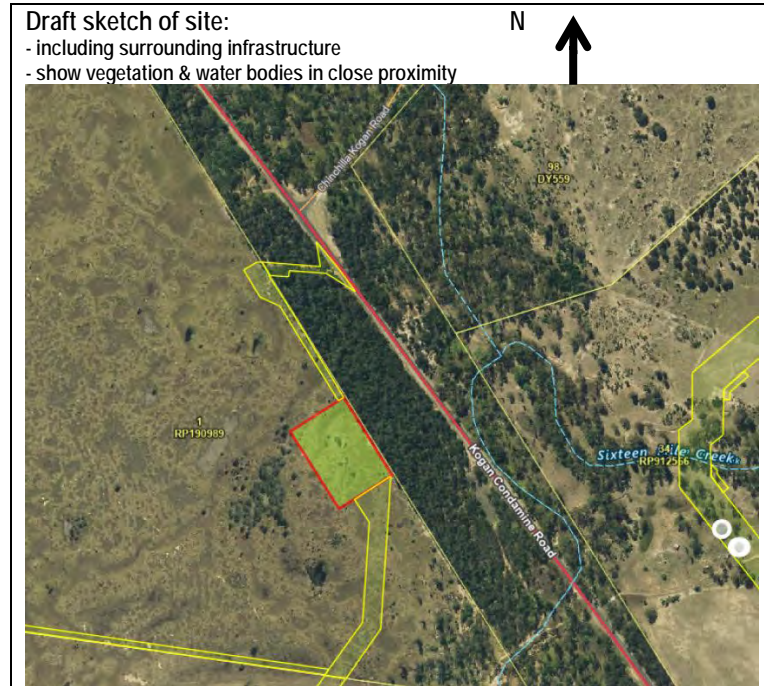 Draft sketch of site:
N
- including surrounding infrastructure
- show vegetation & water bodies in close proximity
Chinchilla Kogan Road
98
DY559
1
RP190989
Kogan Condamine Road
Sixteen Mile Creek
RP912566